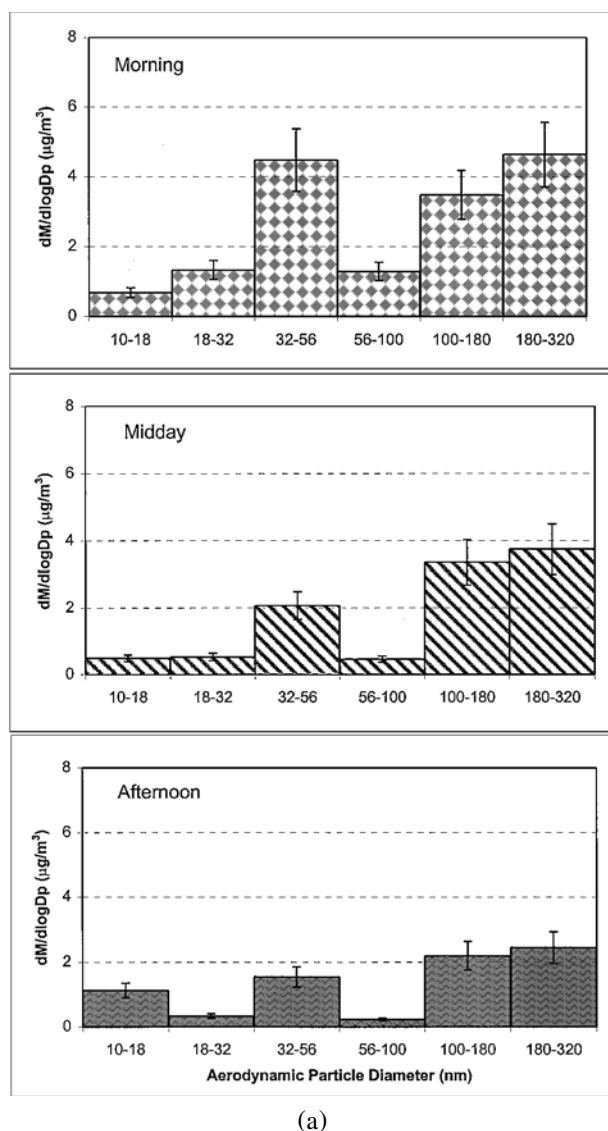 8
Morning
6
4
2
0
dM/dlogDp (µg/m³)
10-18 18-32 32-56 56-100 100-180 180-320
8
Midday
6
4
2
0
dM/dlogDp (µg/m³)
10-18 18-32 32-56 56-100 100-180 180-320
8
Afternoon
6
4
2
0
dM/dlogDp (µg/m³)
10-18 18-32 32-56 56-100 100-180 180-320
Aerodynamic Particle Diameter (nm)
(a)